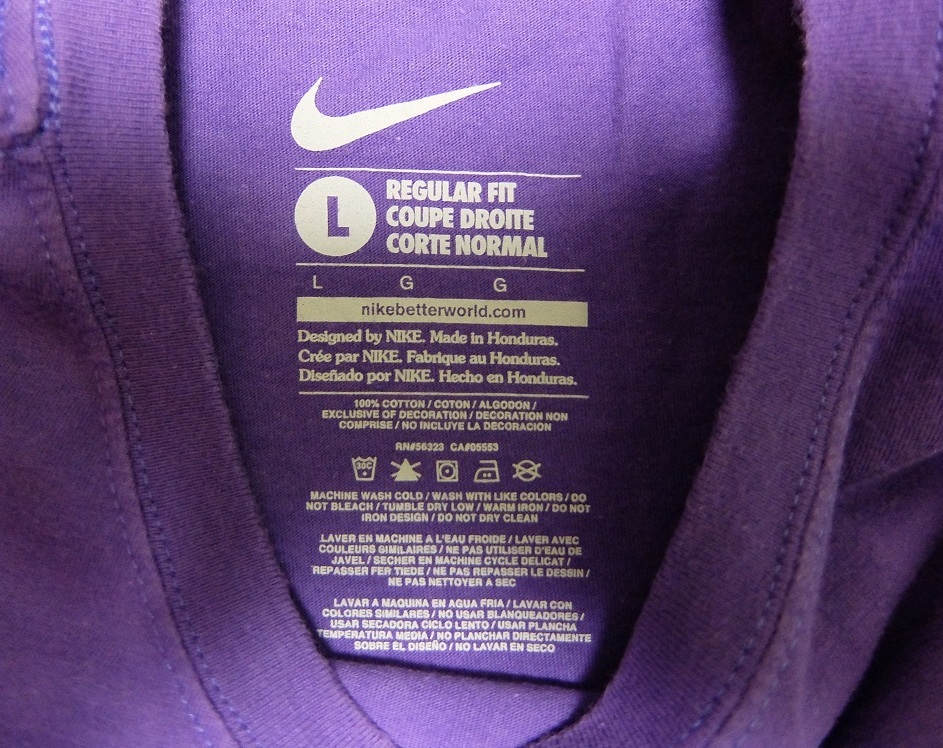 L
REGULAR FIT
COUPE DROITE
CORTE NORMAL
L G G
nikebetterworld.com
Designed by NIKE. Made in Honduras.
Crée par NIKE. Fabrique au Honduras.
Diseñado por NIKE. Hecho en Honduras.
100% COTTON / COTON / ALGODON /
EXCLUSIVE OF DECORATION / DECORATION NON
COMPRISE / NO INCLUYE LA DECORACION
RN#56323 CA#05553
30C
MACHINE WASH COLD / WASH WITH LIKE COLORS / DO
NOT BLEACH / TUMBLE DRY LOW / WARM IRON / DO NOT
IRON DESIGN / DO NOT DRY CLEAN
LAVER EN MACHINE A L'EAU FROIDE / LAVER AVEC
COULEURS SIMILAIRES / NE PAS UTILISER D'EAU DE
JAVEL / SECHER EN MACHINE CYCLE DELICAT /
REPASSER FER TIEDE / NE PAS REPASSER LE DESSIN /
NE PAS NETTOYER A SEC
LAVAR A MAQUINA EN AGUA FRIA / LAVAR CON
COLORES SIMILARES / NO USAR BLANQUEADORES /
USAR SECADORA CICLO LENTO / USAR PLANCHA
TEMPERATURA MEDIA / NO PLANCHAR DIRECTAMENTE
SOBRE EL DISEÑO / NO LAVAR EN SECO